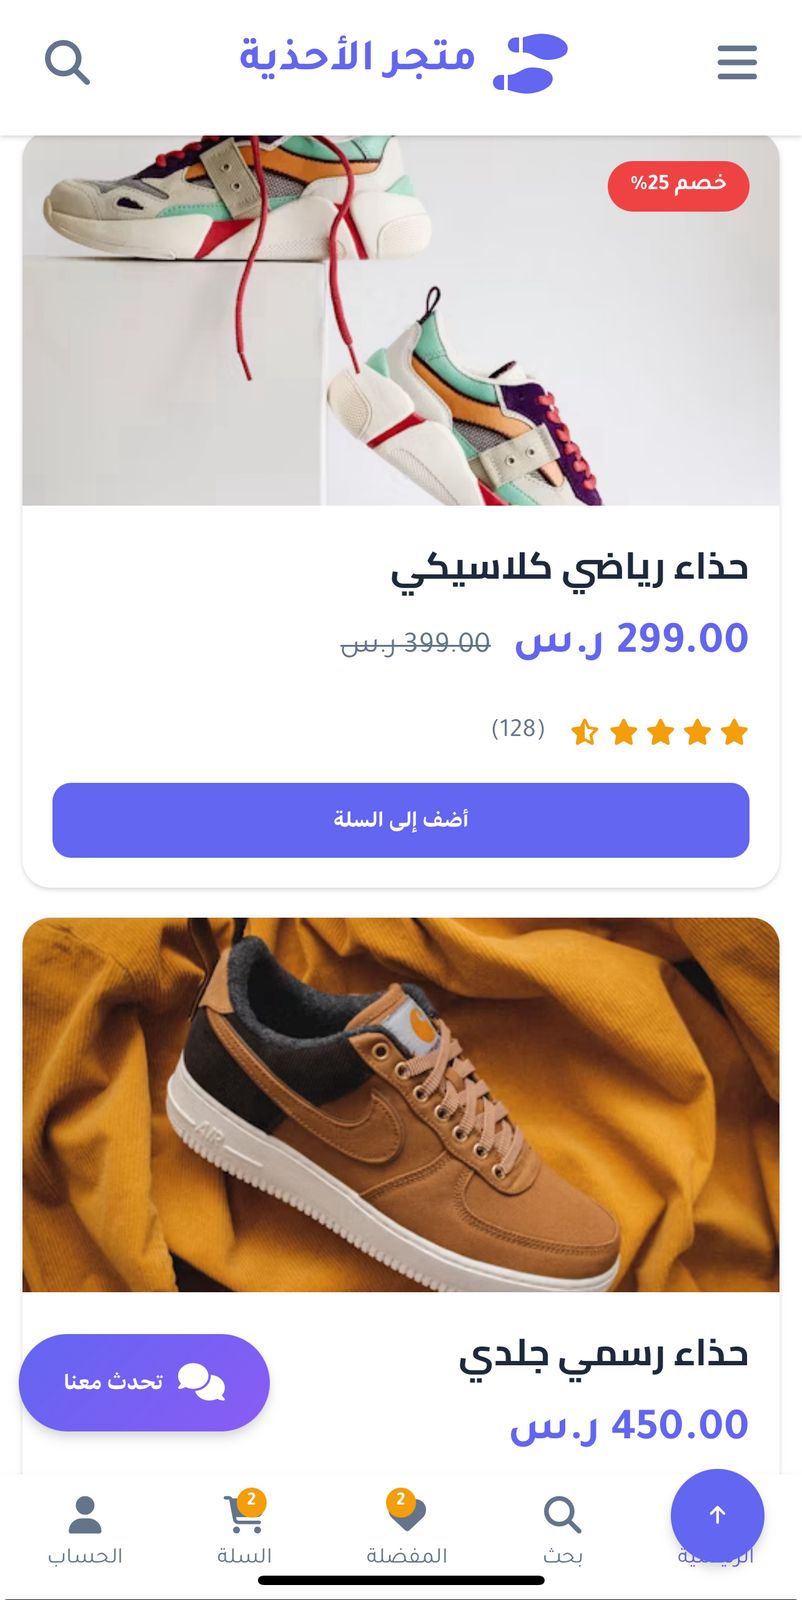 متجر الأحذية
خصم 25%
حذاء رياضي كلاسيكي
299.00 ر.س 399.00 ر.س
(128)
أضف إلى السلة
AIR
حذاء رسمي جلدي
تحدث معنا
450.00 ر.س
2 2
الرئيسية بحث المفضلة السلة الحساب